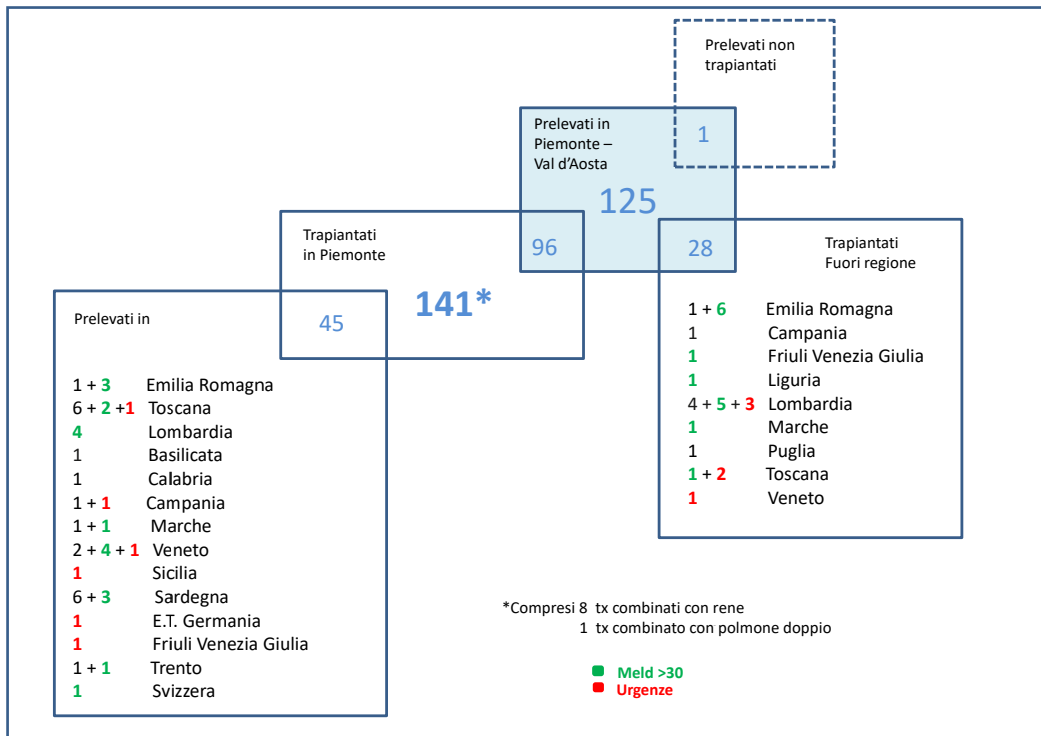 Prelevati non
trapiantati
1
Prelevati in
Piemonte –
Val d'Aosta
125
Trapiantati
in Piemonte
96
28
Trapiantati
Fuori regione
141*
45
Prelevati in
1 + 3 Emilia Romagna
6 + 2 +1 Toscana
4 Lombardia
1 Basilicata
1 Calabria
1 + 1 Campania
1 + 1 Marche
2 + 4 + 1 Veneto
1 Sicilia
6 + 3 Sardegna
1 E.T. Germania
1 Friuli Venezia Giulia
1 + 1 Trento
1 Svizzera
1 + 6 Emilia Romagna
1 Campania
1 Friuli Venezia Giulia
1 Liguria
4 + 5 + 3 Lombardia
1 Marche
1 Puglia
1 + 2 Toscana
1 Veneto
*Compresi 8 tx combinati con rene
1 tx combinato con polmone doppio
Meld >30
Urgenze